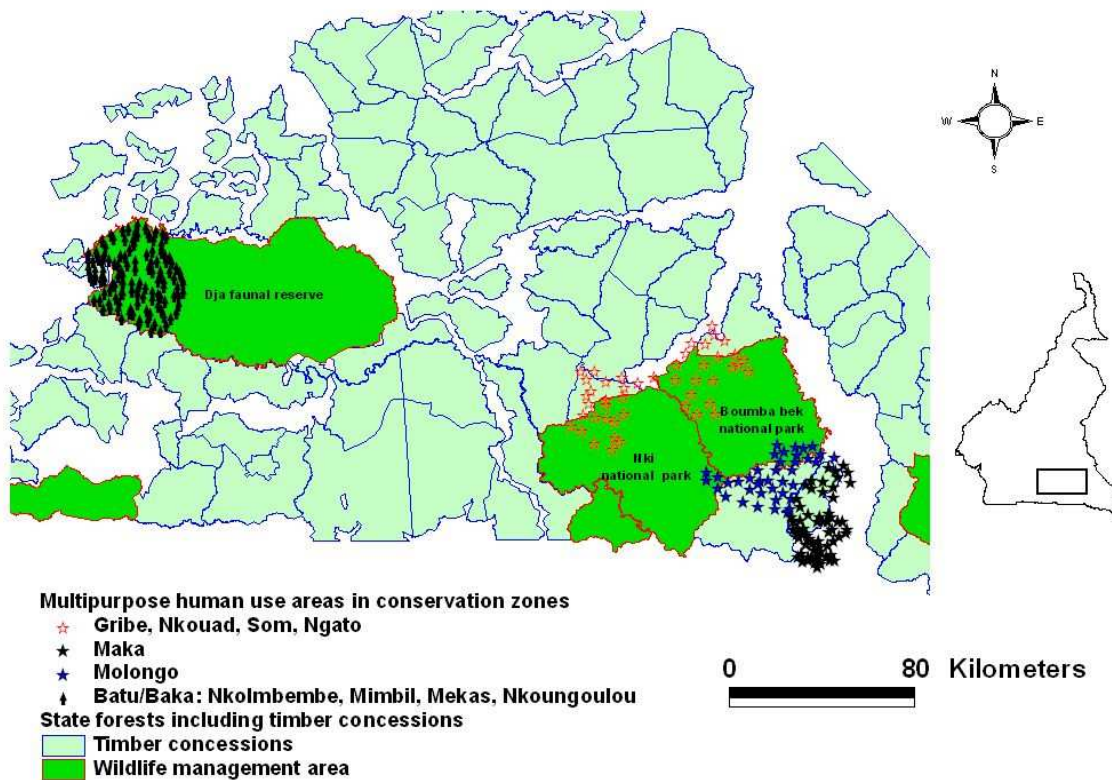 N
W E
S
Dja faunal reserve
Boumba bek
national park
Nki
national park
Multipurpose human use areas in conservation zones
Gribe, Nkouad, Som, Ngato
Maka
Molongo
Batu/Baka: Nkolmbembe, Mimbil, Mekas, Nkoungoulou
State forests including timber concessions
Timber concessions
Wildlife management area
0 80 Kilometers